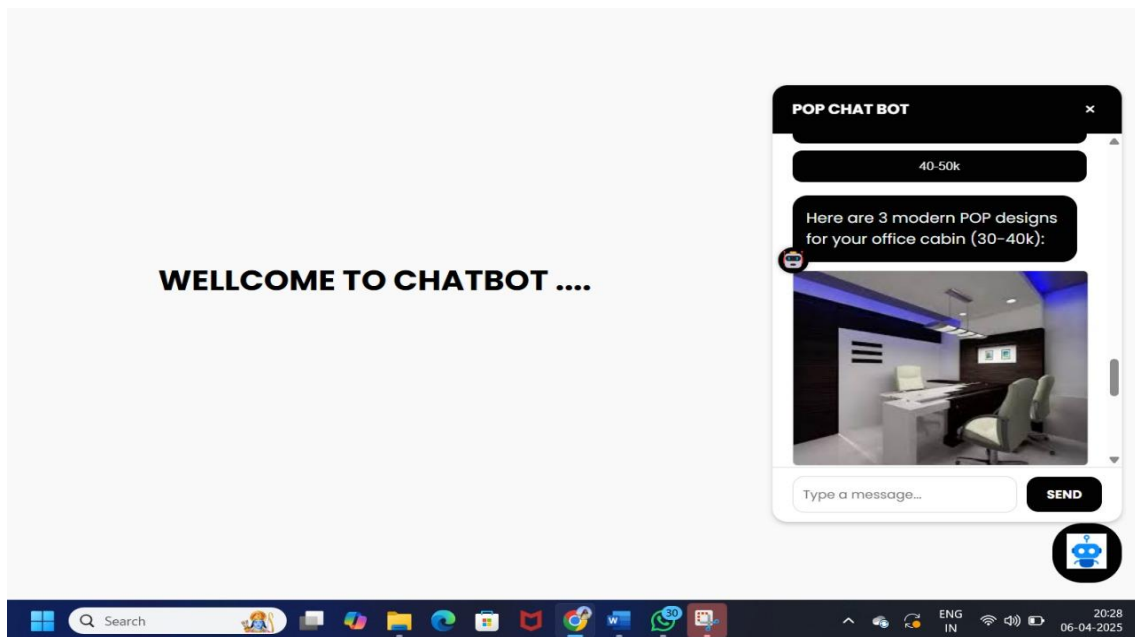 POP CHAT BOT ×
40-50k
Here are 3 modern POP designs
for your office cabin (30-40k):
WELLCOME TO CHATBOT ....
Type a message...
SEND
Search
30
ENG
IN
20:28
06-04-2025